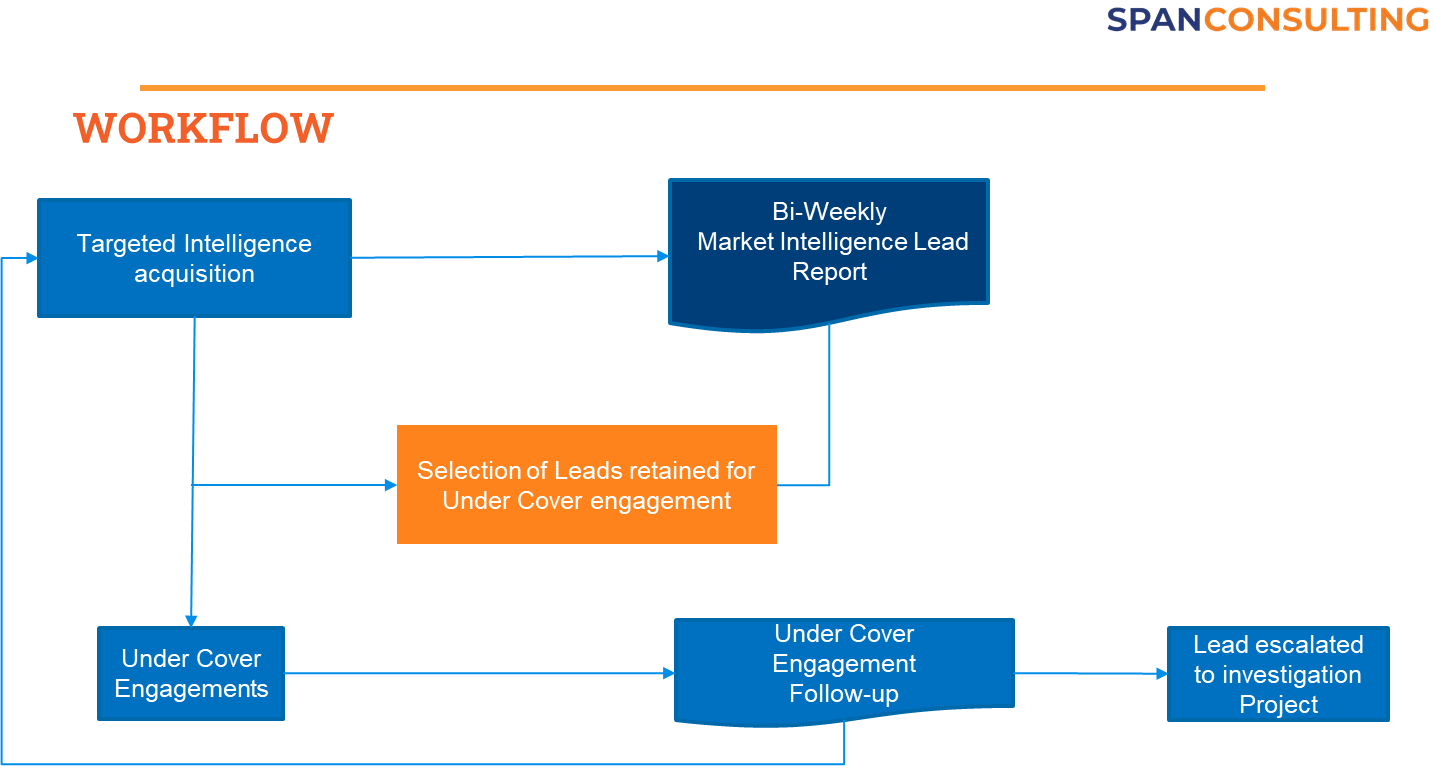 SPANCONSULTING
WORKFLOW
Targeted Intelligence
acquisition
Bi-Weekly
Market Intelligence Lead
Report
Selection of Leads retained for
Under Cover engagement
Under Cover
Engagements
Under Cover
Engagement
Follow-up
Lead escalated
to investigation
Project